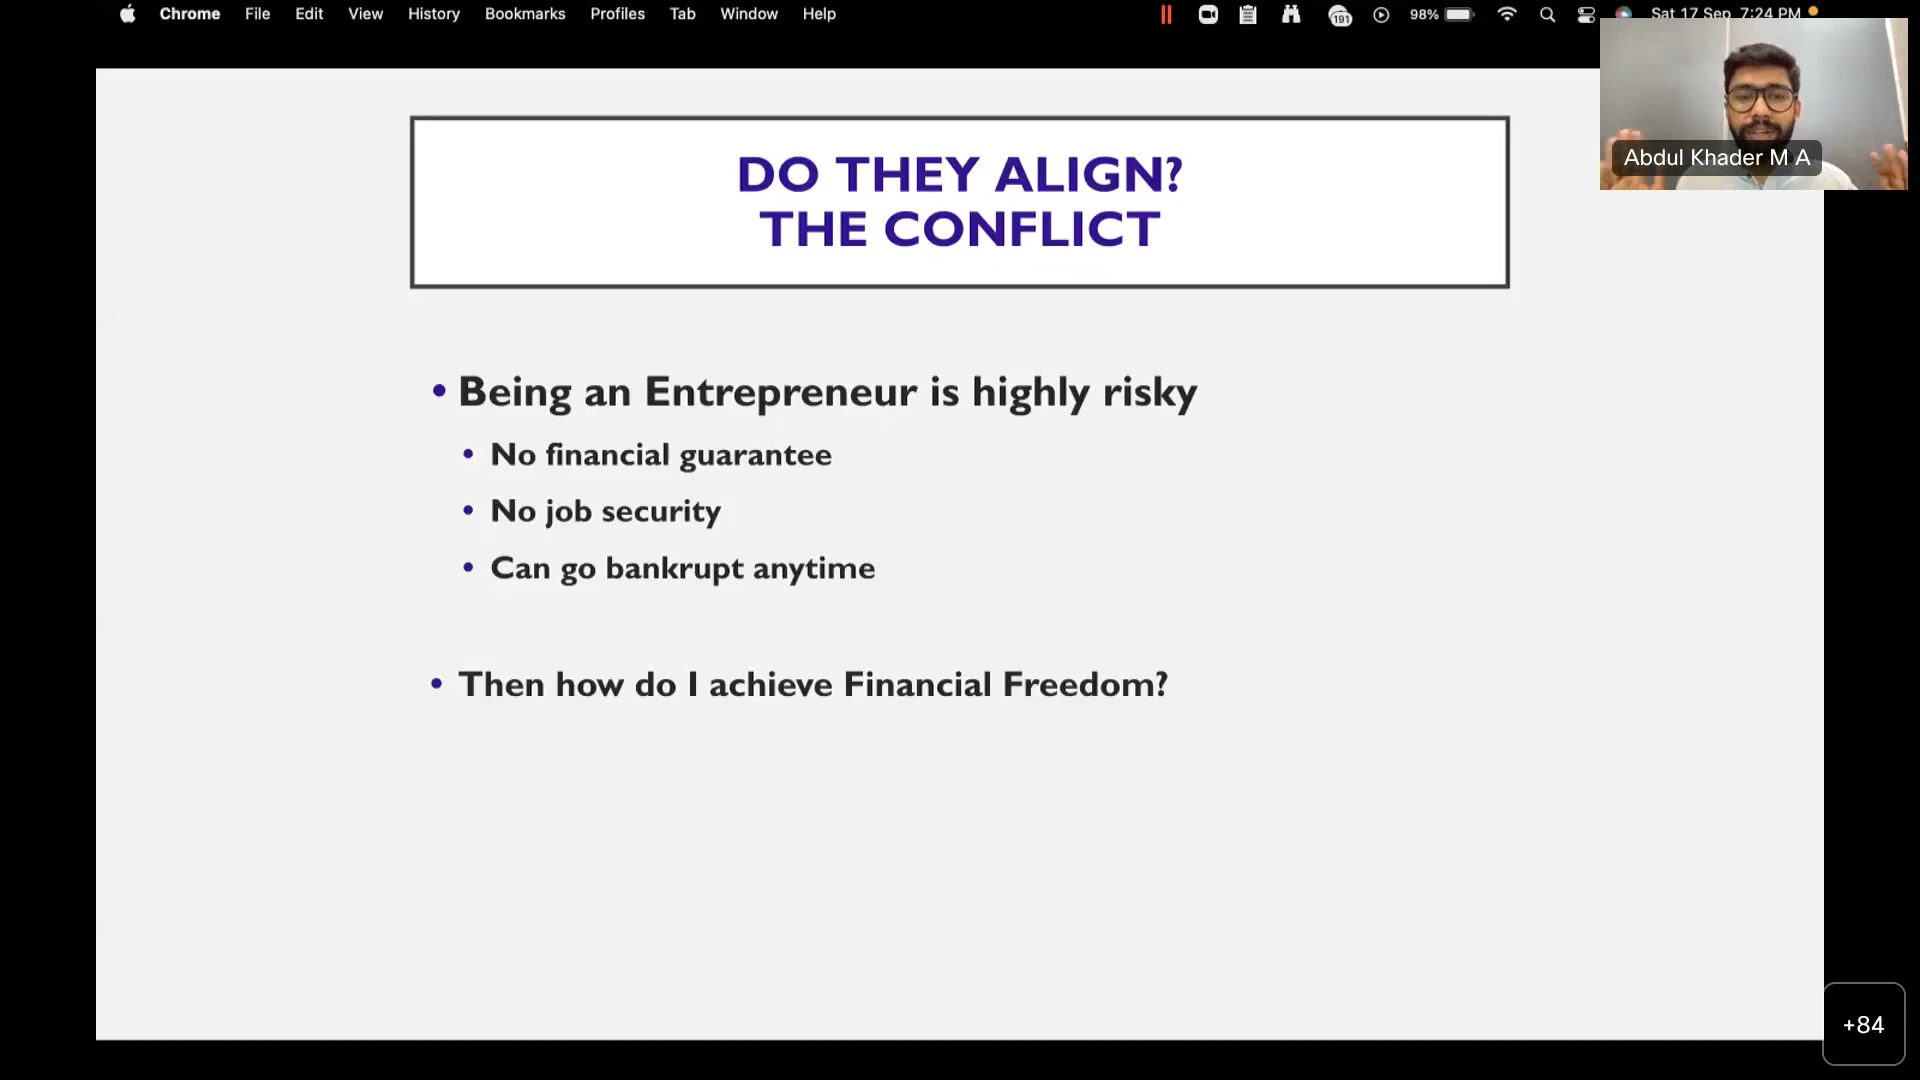 Chrome File Edit View History Bookmarks Profiles Tab Window Help 191 98% Sat 17 Sep 7:24 PM
Abdul Khader M A
DO THEY ALIGN?
THE CONFLICT
• Being an Entrepreneur is highly risky
• No financial guarantee
• No job security
• Can go bankrupt anytime
• Then how do I achieve Financial Freedom?
+84